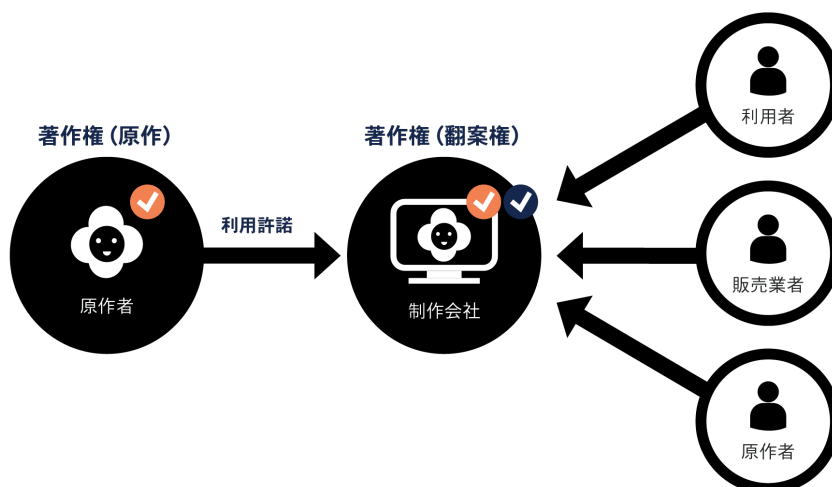 著作権（原作）
原作者
利用許諾
著作権（翻案権）
制作会社
利用者
販売業者
原作者